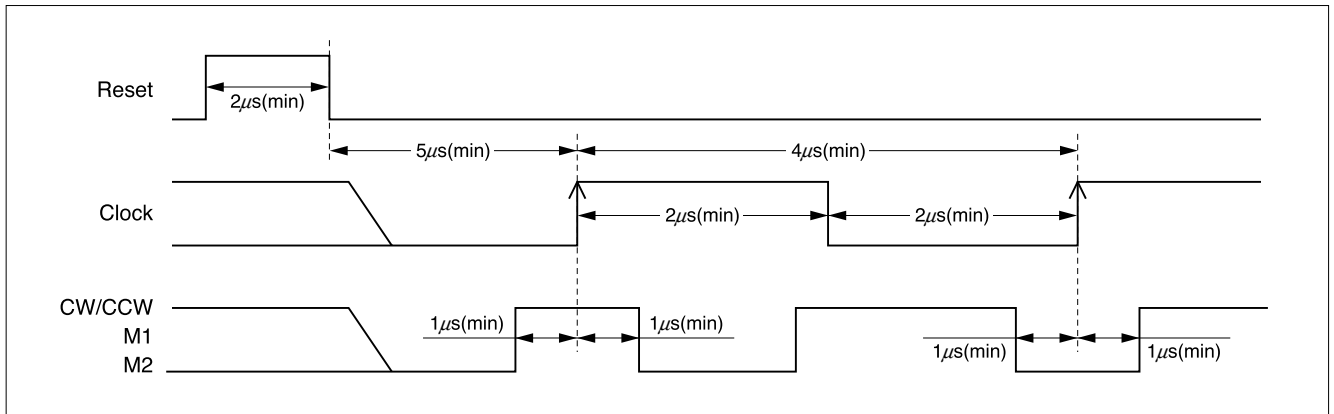 Reset
2μs(min)
5μs(min)
4μs(min)
Clock
2μs(min)
2μs(min)
CW/CCW
M1
M2
1μs(min)
1μs(min)
1μs(min)
1μs(min)